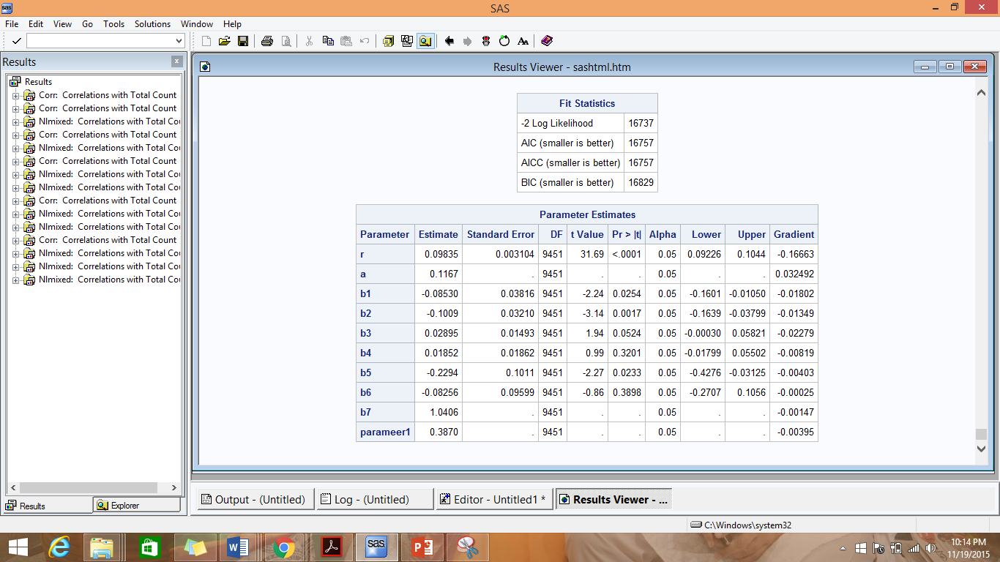 SAS
sas
File Edit View Go Tools Solutions Window Help
Results
Results
Corr: Correlations with Total Count
Corr: Correlations with Total Count
Nlmixed: Correlations with Total Co
Corr: Correlations with Total Count
Nlmixed: Correlations with Total Co
Corr: Correlations with Total Count
Nlmixed: Correlations with Total Co
Nlmixed: Correlations with Total Co
Corr: Correlations with Total Count
Nlmixed: Correlations with Total Co
Nlmixed: Correlations with Total Co
Corr: Correlations with Total Count
Nlmixed: Correlations with Total Co
Nlmixed: Correlations with Total Co
Nlmixed: Correlations with Total Co
Results Explorer
Results Viewer - sashtml.htm
Fit Statistics
-2 Log Likelihood 16737
AIC (smaller is better) 16757
AICC (smaller is better) 16757
BIC (smaller is better) 16829
Parameter Estimates
Parameter Estimate Standard Error DF t Value Pr > |t| Alpha Lower Upper Gradient
r 0.09835 0.003104 9451 31.69 <.0001 0.05 0.09226 0.1044 -0.16663
a 0.1167 . 9451 . . 0.05 . . 0.032492
b1 -0.08530 0.03816 9451 -2.24 0.0254 0.05 -0.1601 -0.01050 -0.01802
b2 -0.1009 0.03210 9451 -3.14 0.0017 0.05 -0.1639 -0.03799 -0.01349
b3 0.02895 0.01493 9451 1.94 0.0524 0.05 -0.00030 0.05821 -0.02279
b4 0.01852 0.01862 9451 0.99 0.3201 0.05 -0.01799 0.05502 -0.00819
b5 -0.2294 0.1011 9451 -2.27 0.0233 0.05 -0.4276 -0.03125 -0.00403
b6 -0.08256 0.09599 9451 -0.86 0.3898 0.05 -0.2707 0.1056 -0.00025
b7 1.0406 . 9451 . . 0.05 . . -0.00147
parameer1 0.3870 . 9451 . . 0.05 . . -0.00395
Output - (Untitled) Log - (Untitled) Editor - Untitled1 * Results Viewer - ...
C:\Windows\system32
sas
10:14 PM
11/19/2015